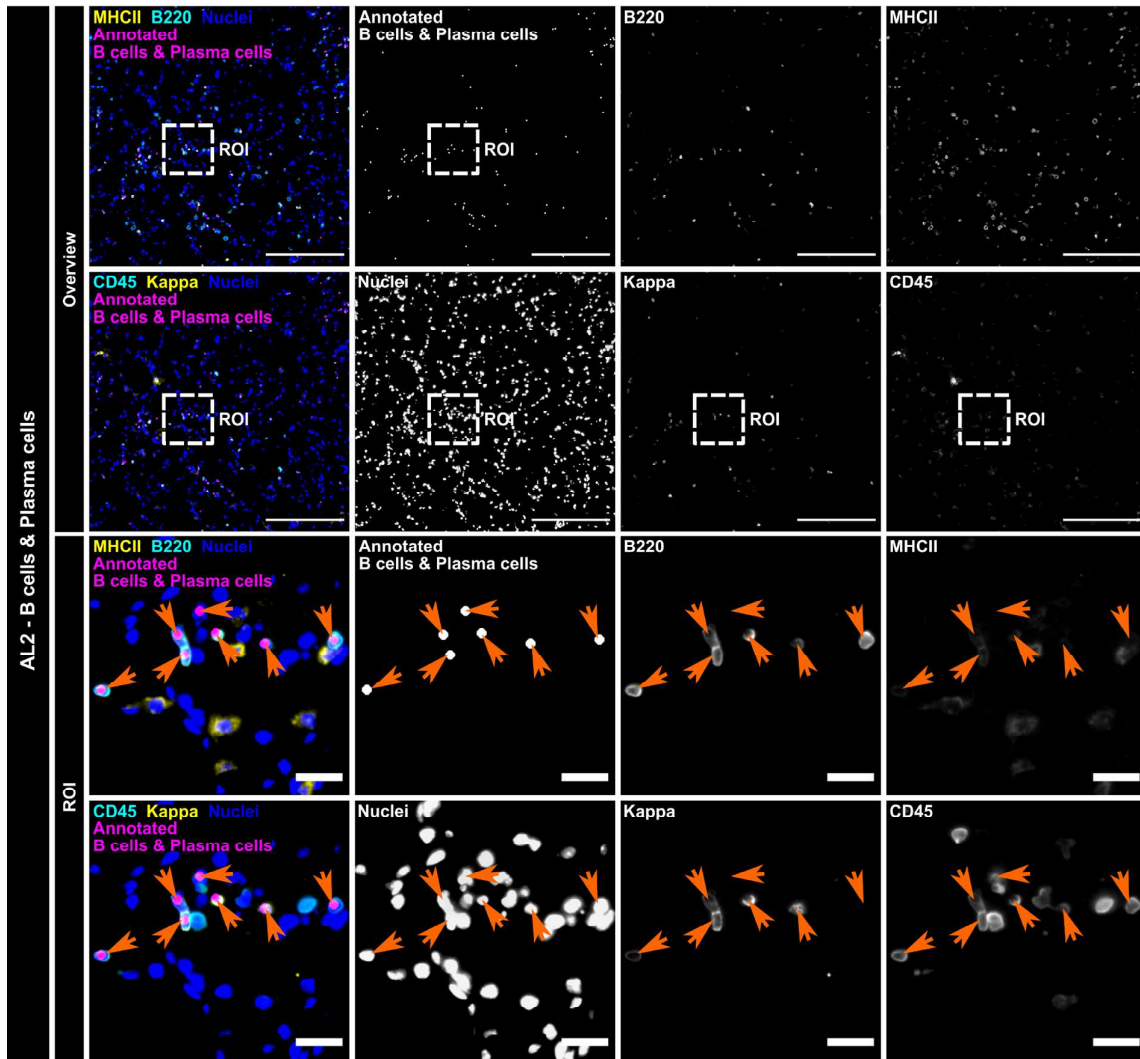 AL2 - B cells & Plasma cells
Overview
MHCII B220 Nuclei
Annotated
B cells & Plasma cells
ROI
Annotated
B cells & Plasma cells
ROI
B220
MHCII
CD45 Kappa Nuclei
Annotated
B cells & Plasma cells
ROI
Nuclei
ROI
Kappa
ROI
CD45
ROI
ROI
MHCII B220 Nuclei
Annotated
B cells & Plasma cells
Annotated
B cells & Plasma cells
B220
MHCII
CD45 Kappa Nuclei
Annotated
B cells & Plasma cells
Nuclei
Kappa
CD45